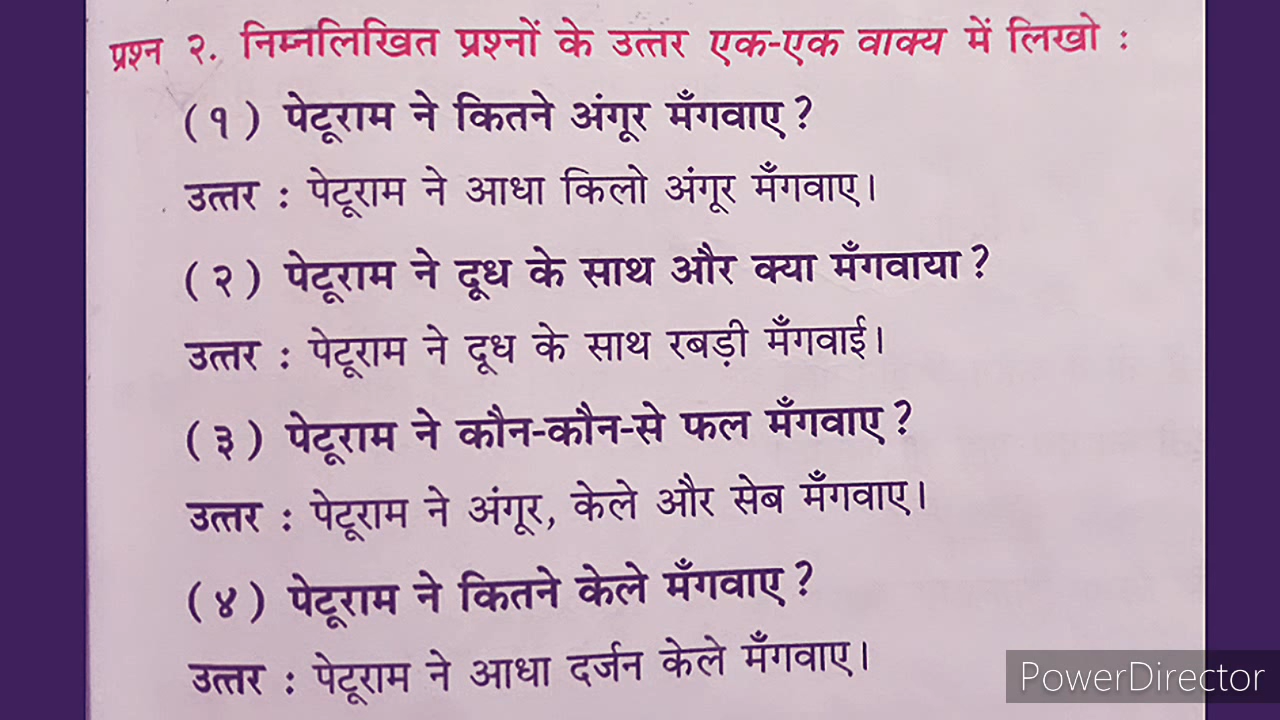 प्रश्न २. निम्नलिखित प्रश्नों के उत्तर एक-एक वाक्य में लिखो :
(१) पेटूराम ने कितने अंगूर मँगवाए?
उत्तर : पेटूराम ने आधा किलो अंगूर मँगवाए।
(२) पेटूराम ने दूध के साथ और क्या मँगवाया?
उत्तर : पेटूराम ने दूध के साथ रबड़ी मँगवाई।
(३) पेटूराम ने कौन-कौन-से फल मँगवाए?
उत्तर : पेटूराम ने अंगूर, केले और सेब मँगवाए।
(४) पेटूराम ने कितने केले मँगवाए?
उत्तर : पेटूराम ने आधा दर्जन केले मँगवाए।
PowerDirector